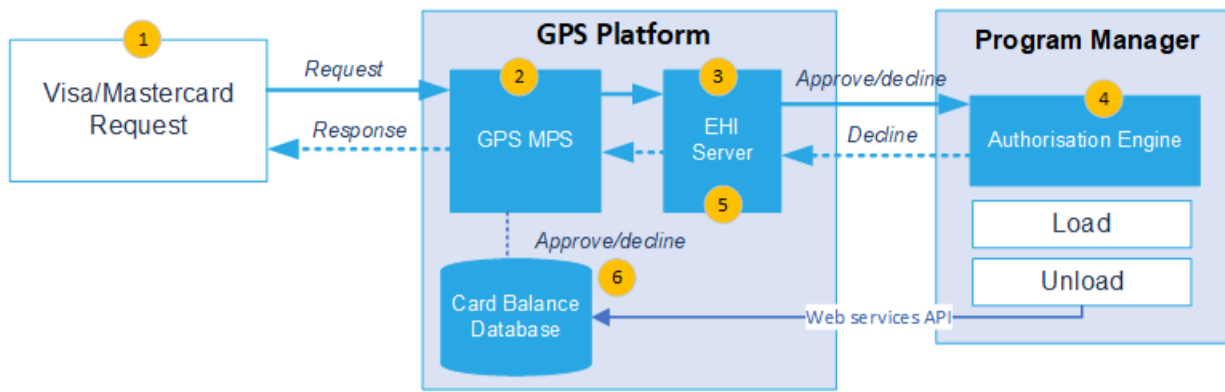 1
Visa/Mastercard
Request
Request
Response
GPS Platform
2
GPS MPS
3
EHI
Server
5
Approve/decline
6
Card Balance
Database
Approve/decline
Decline
Program Manager
4
Authorisation Engine
Load
Unload
Web services API